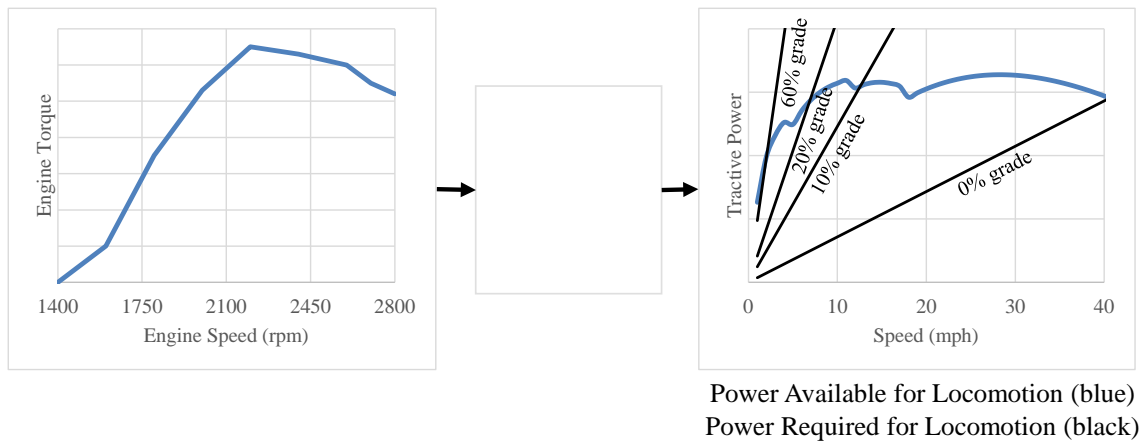 Engine Torque
1400 1750 2100 2450 2800
Engine Speed (rpm)
Tractive Power
60% grade
20% grade
10% grade
0% grade
0 10 20 30 40
Speed (mph)
Power Available for Locomotion (blue)
Power Required for Locomotion (black)